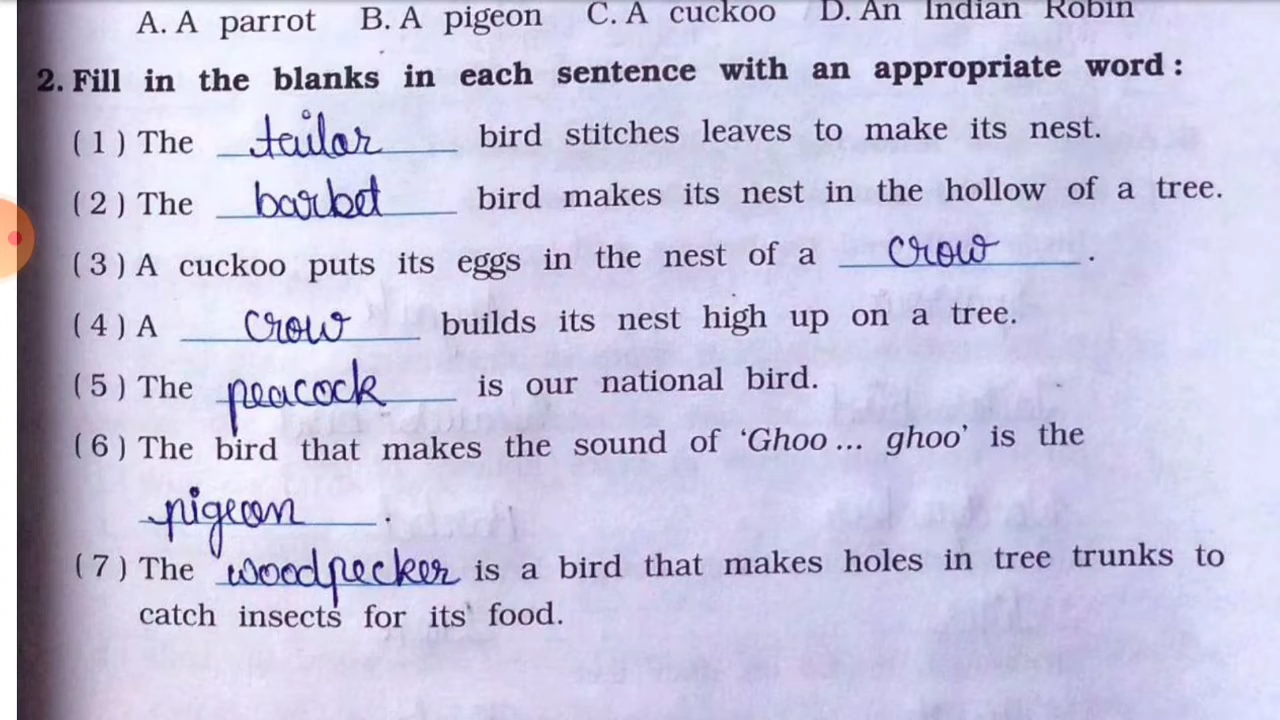 A. A parrot B. A pigeon C. A cuckoo D. An Indian Robin
2. Fill in the blanks in each sentence with an appropriate word :
(1) The tailor bird stitches leaves to make its nest.
(2) The barbet bird makes its nest in the hollow of a tree.
(3) A cuckoo puts its eggs in the nest of a crow.
(4) A crow builds its nest high up on a tree.
(5) The peacock is our national bird.
(6) The bird that makes the sound of ‘Ghoo ... ghoo’ is the
pigeon.
(7) The woodpecker is a bird that makes holes in tree trunks to
catch insects for its food.